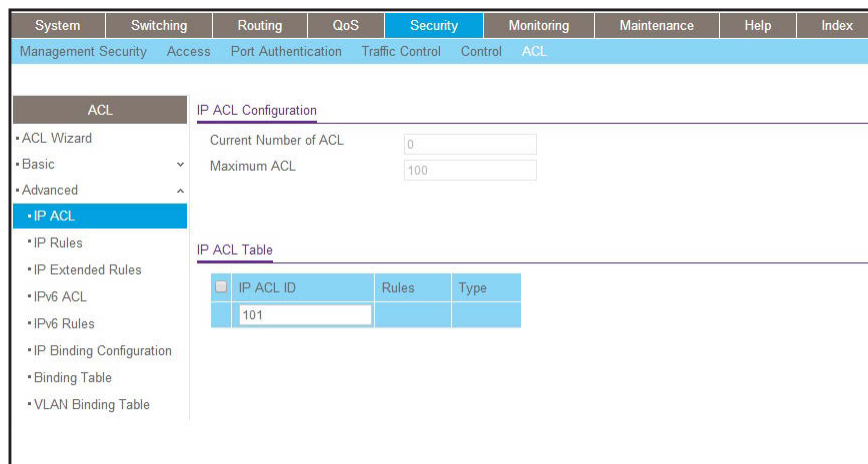 System Switching Routing QoS Security Monitoring Maintenance Help Index
Management Security Access Port Authentication Traffic Control Control ACL
ACL
ACL Wizard
Basic
Advanced
IP ACL
IP Rules
IP Extended Rules
IPv6 ACL
IPv6 Rules
IP Binding Configuration
Binding Table
VLAN Binding Table
IP ACL Configuration
Current Number of ACL 0
Maximum ACL 100
IP ACL Table
IP ACL ID Rules Type
101